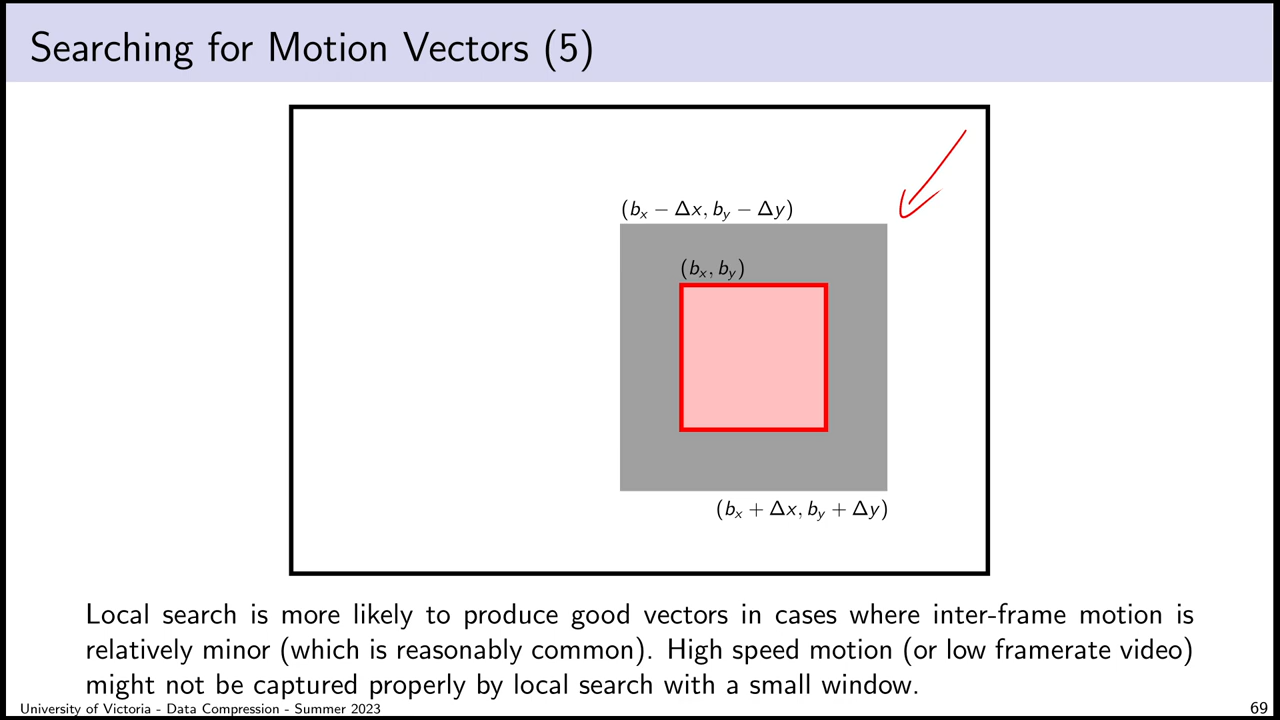 Searching for Motion Vectors (5)
(bₓ − Δx, b_y − Δy)
(bₓ, b_y)
(bₓ + Δx, b_y + Δy)
Local search is more likely to produce good vectors in cases where inter-frame motion is
relatively minor (which is reasonably common). High speed motion (or low framerate video)
might not be captured properly by local search with a small window.
University of Victoria - Data Compression - Summer 2023
69